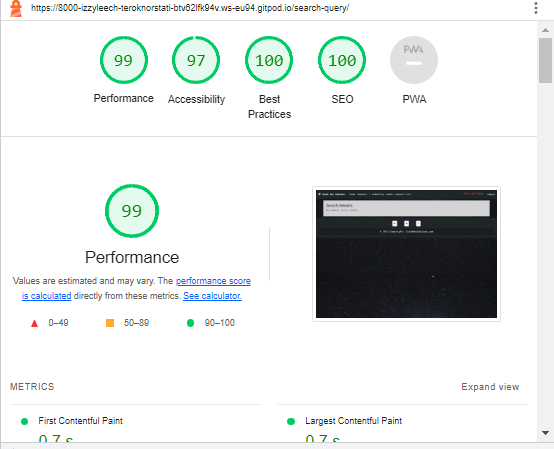 https://8000-izzyleech-teroknorstati-btv62lfk94v.ws-eu94.gitpod.io/search-query/
99
97
100
100
PWA
Performance
Accessibility
Best
Practices
SEO
PWA
99
Performance
Values are estimated and may vary. The performance score
is calculated directly from these metrics. See calculator.
0–49
50–89
90–100
METRICS
Expand view
First Contentful Paint
0.7 s
Largest Contentful Paint
0.7 s